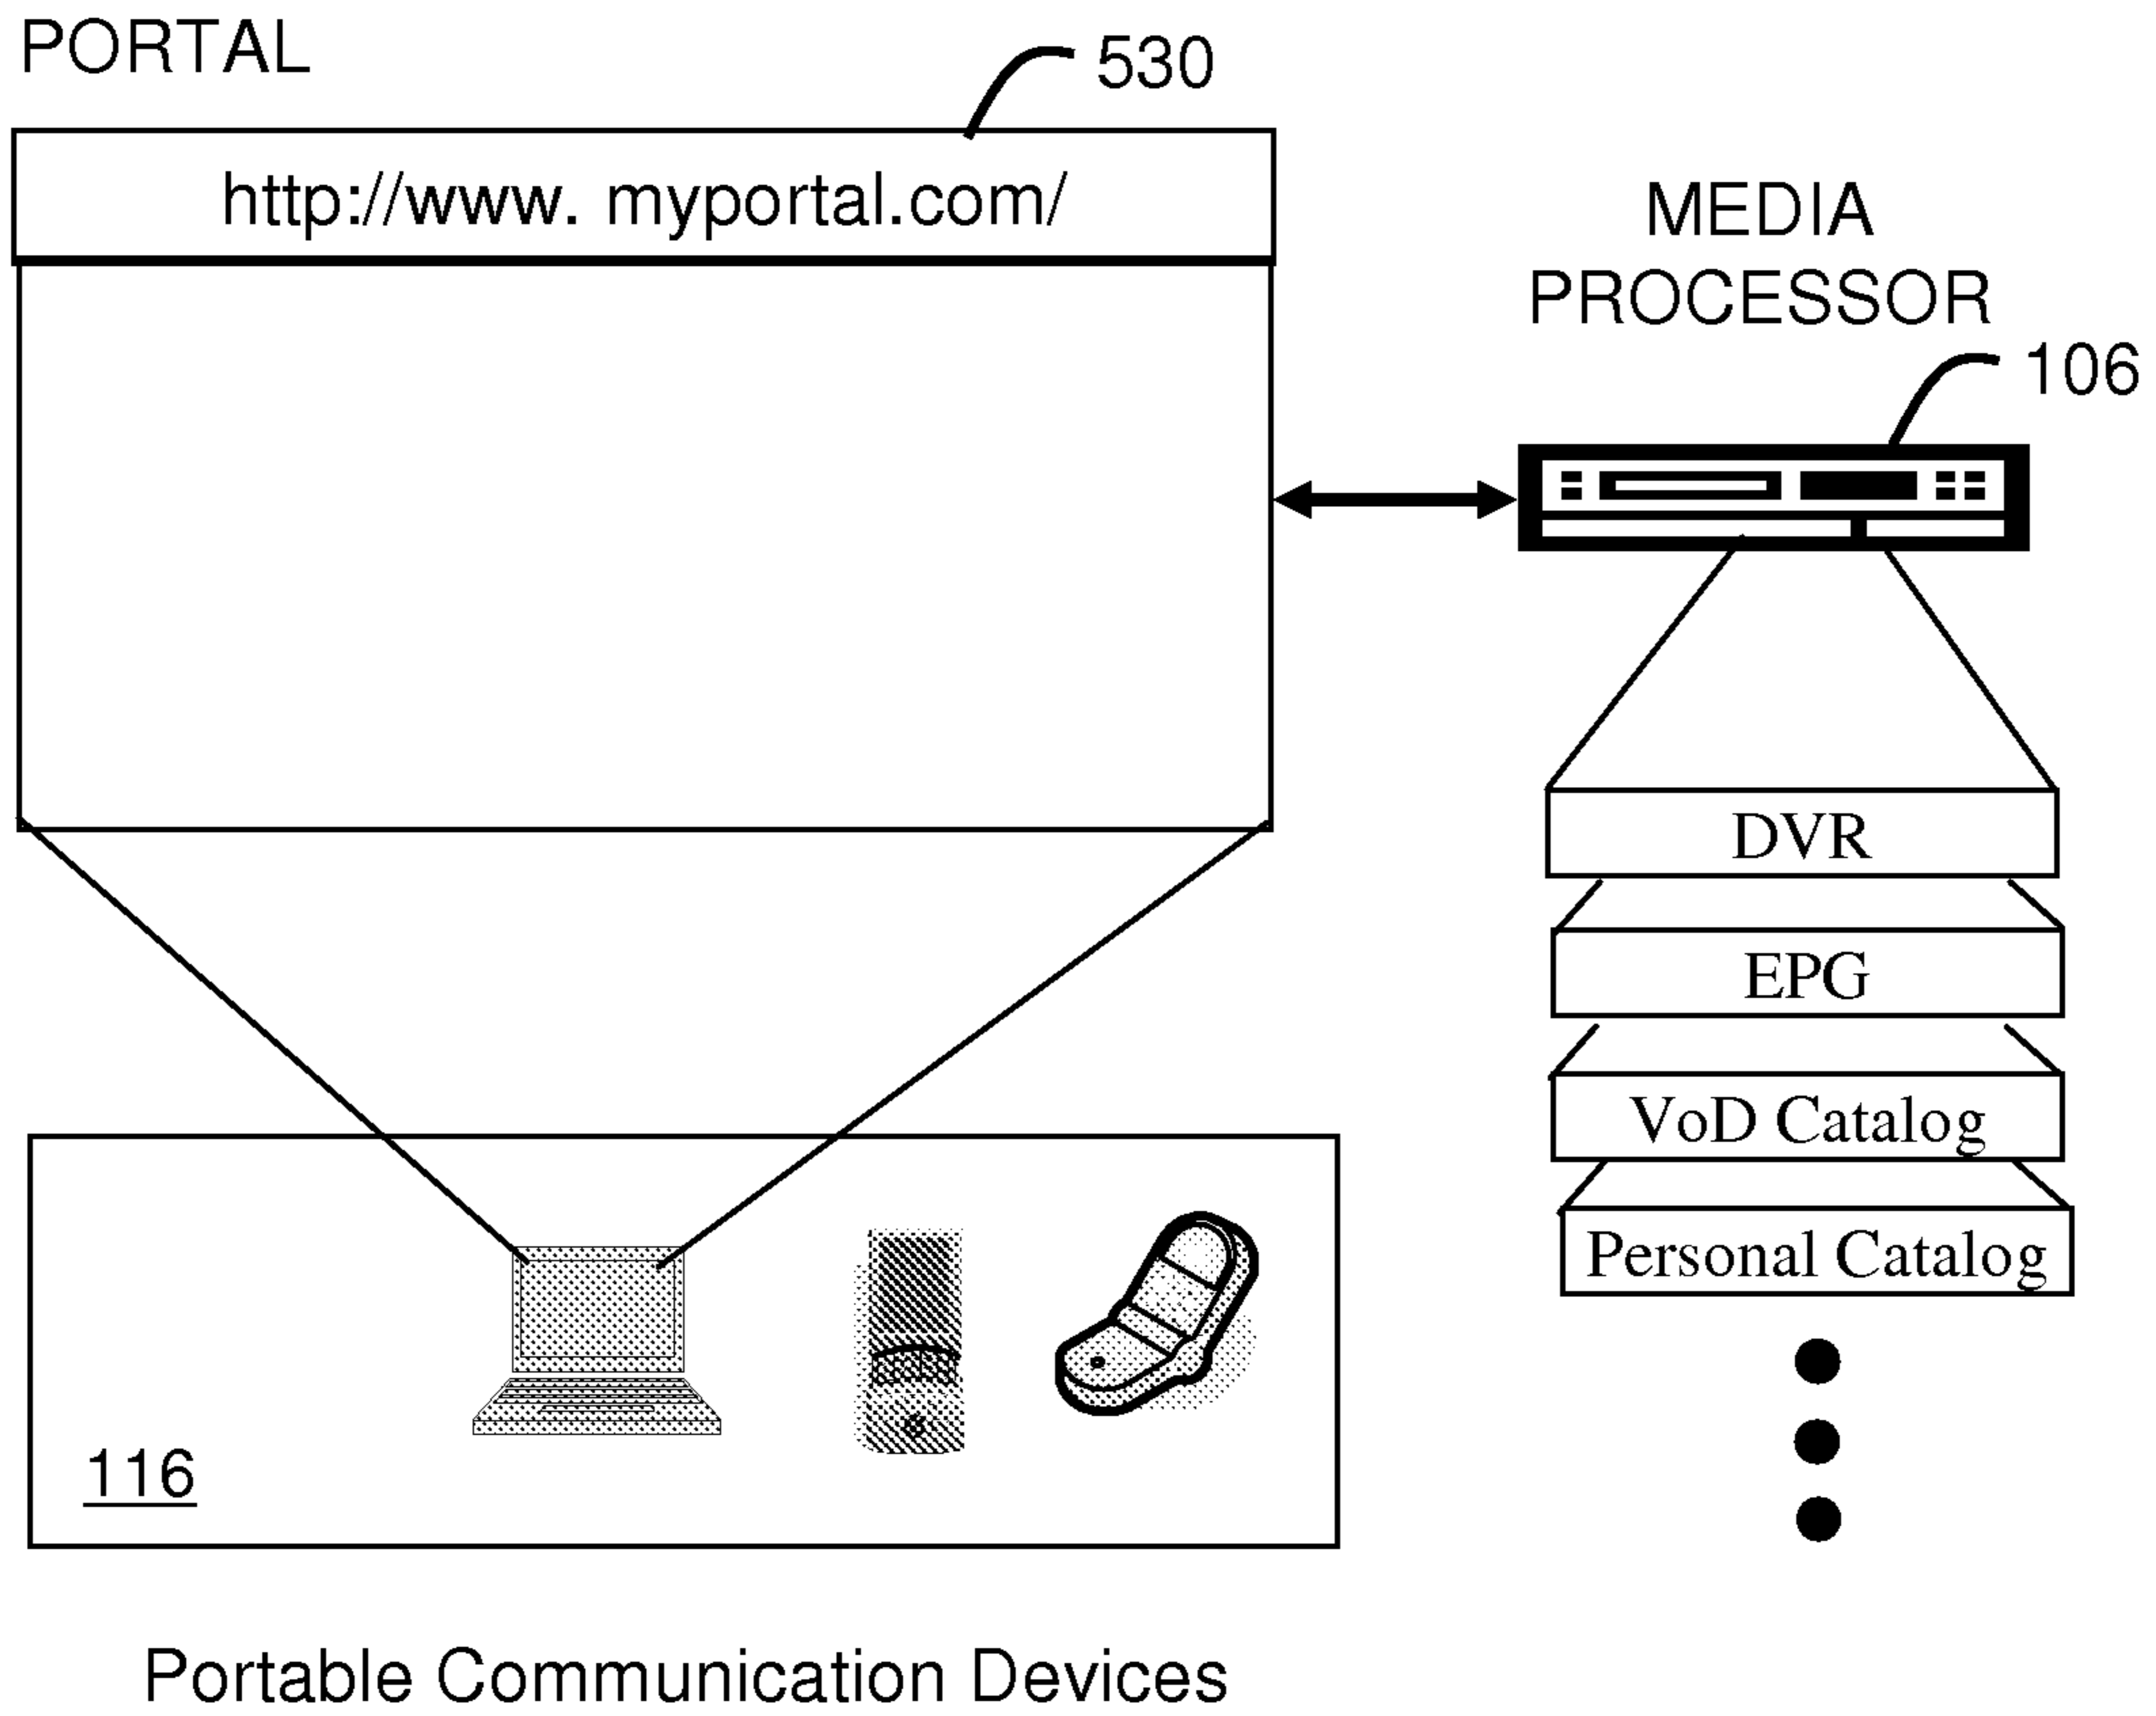 PORTAL
530
http://www. myportal.com/
MEDIA
PROCESSOR
106
DVR
EPG
VoD Catalog
Personal Catalog
116
Portable Communication Devices